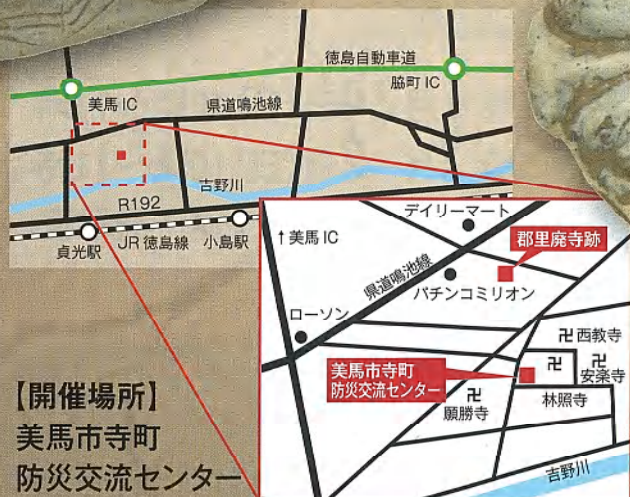 徳島自動車道
脇町 IC
美馬 IC
県道鳴池線
吉野川
R192
貞光駅
JR 徳島線
小島駅
デイリーマート
↑美馬 IC
郡里廃寺跡
県道鳴池線
パチンコミリオン
ローソン
卍西教寺
美馬市寺町
防災交流センター
卍
卍
安楽寺
卍
願勝寺
林照寺
吉野川
【開催場所】
美馬市寺町
防災交流センター